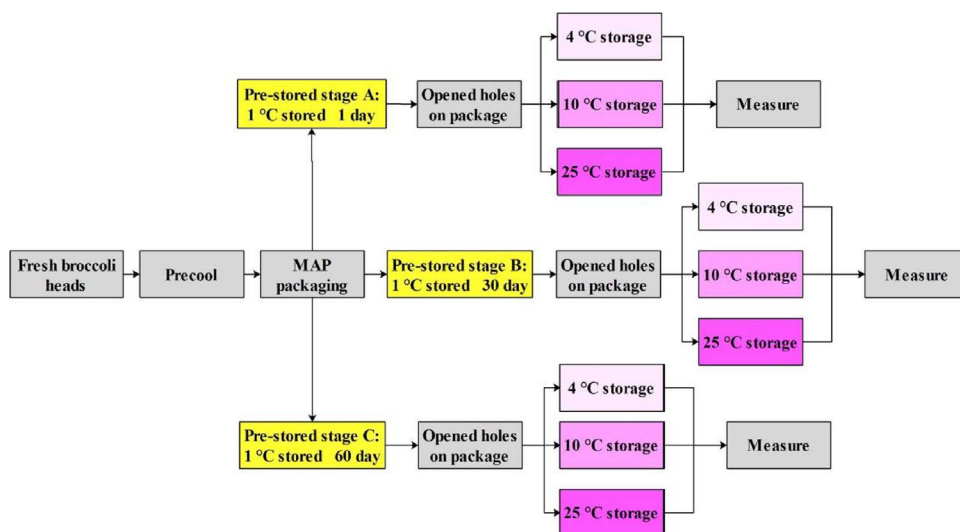 Pre-stored stage A:
1 °C stored 1 day
Opened holes
on package
4 °C storage
10 °C storage
25 °C storage
Measure
Fresh broccoli
heads
Precool
MAP
packaging
Pre-stored stage B:
1 °C stored 30 day
Opened holes
on package
4 °C storage
10 °C storage
25 °C storage
Measure
Pre-stored stage C:
1 °C stored 60 day
Opened holes
on package
4 °C storage
10 °C storage
25 °C storage
Measure